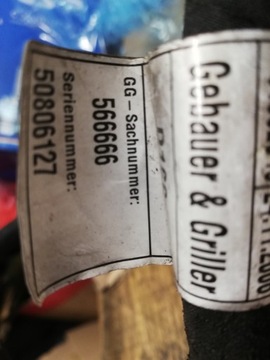 Gebauer & Griller
GG - Sachnummer:
566666
Seriennummer:
50806127